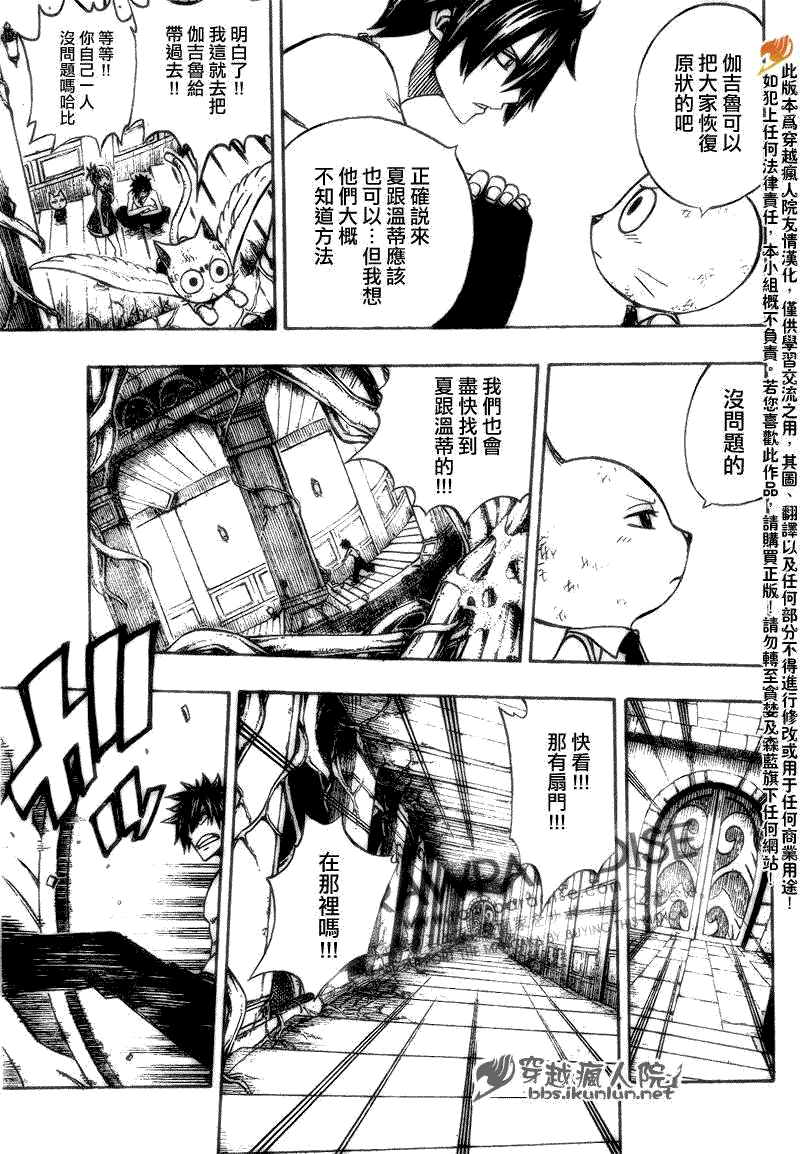 伽吉魯可以
把大家恢復
原狀的吧
正確説來
夏跟溫蒂應該
也可以…但我想
他們大概
不知道方法
明白了!!
我這就去把
伽吉魯給
帶過去!!
等等!!
你自己一人
沒問題嗎哈比
沒問題的
我們也會
盡快找到
夏跟溫蒂的!!!
快看!!!
那有扇門!!!
在那裡嗎!!!
此版本爲穿越瘋人院友情漢化，僅供學習交流之用，其圖、翻譯以及任何部分不得進行修改或用于任何商業用途！
如犯上任何法律責任，本小組概不負責。若您喜歡此作品，請購買正版！請勿轉至貪婪及森藍旗下任何網站！
穿越瘋人院
bbs.ikunlun.net